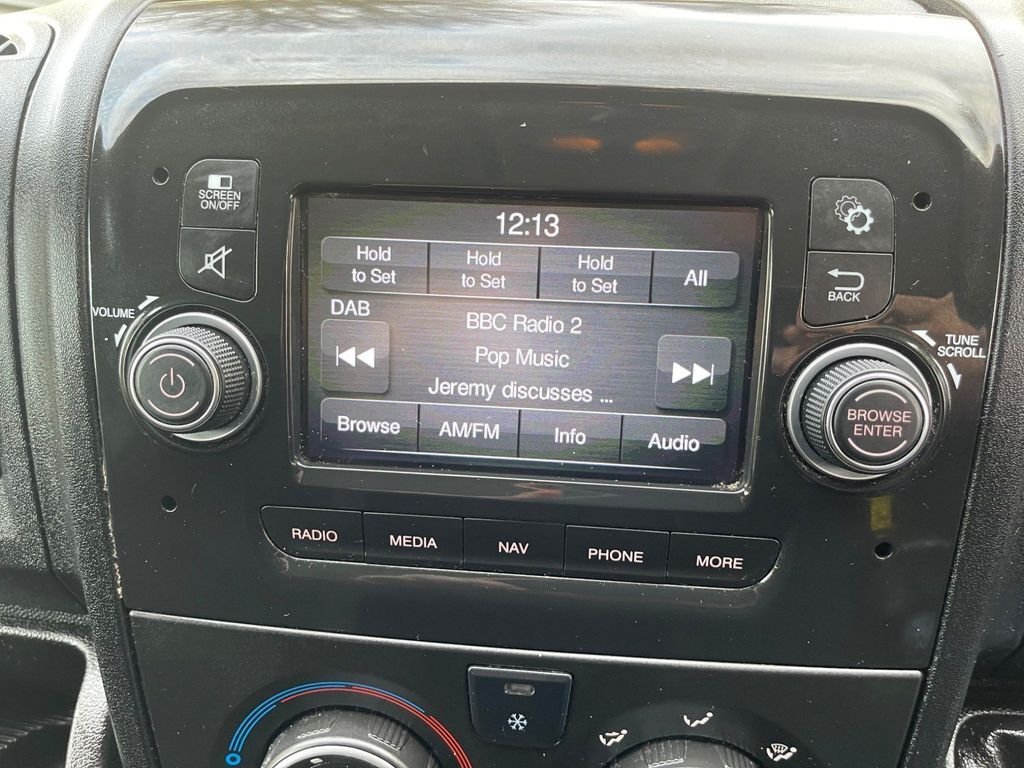 SCREEN
ON/OFF
VOLUME
12:13
Hold
to Set
Hold
to Set
Hold
to Set
All
DAB
BBC Radio 2
Pop Music
Jeremy discusses ...
Browse
AM/FM
Info
Audio
BACK
TUNE
SCROLL
BROWSE
ENTER
RADIO
MEDIA
NAV
PHONE
MORE